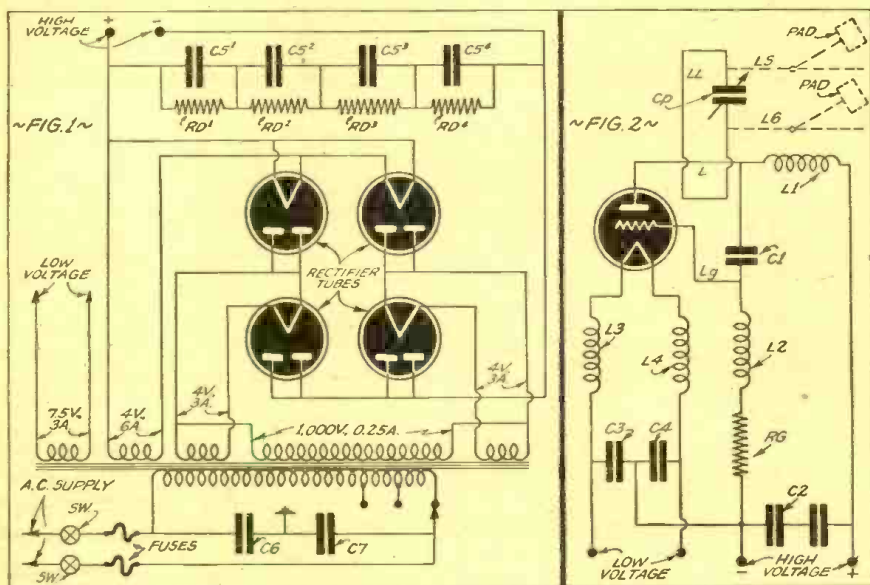 HIGH VOLTAGE
+
-
C5¹
C5²
C5³
C5⁴
RD¹
RD²
RD³
RD⁴
~FIG. 1~
RECTIFIER TUBES
LOW VOLTAGE
7.5V. 3A.
4V. 6A.
4V. 3A.
1,000V, 0.25A.
4V. 3A.
A.C. SUPPLY
SW.
SW.
FUSES
C6
C7
~FIG. 2~
PAD
L5
LL
CP
PAD
L6
L
L1
C1
Lg
L3
L4
L2
RG
C3
C4
C2
LOW VOLTAGE
-
HIGH VOLTAGE
+